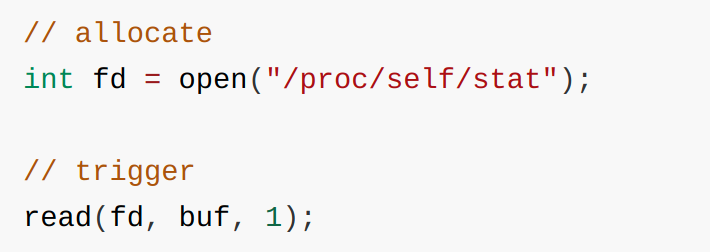 // allocate
int fd = open("/proc/self/stat");
// trigger
read(fd, buf, 1);